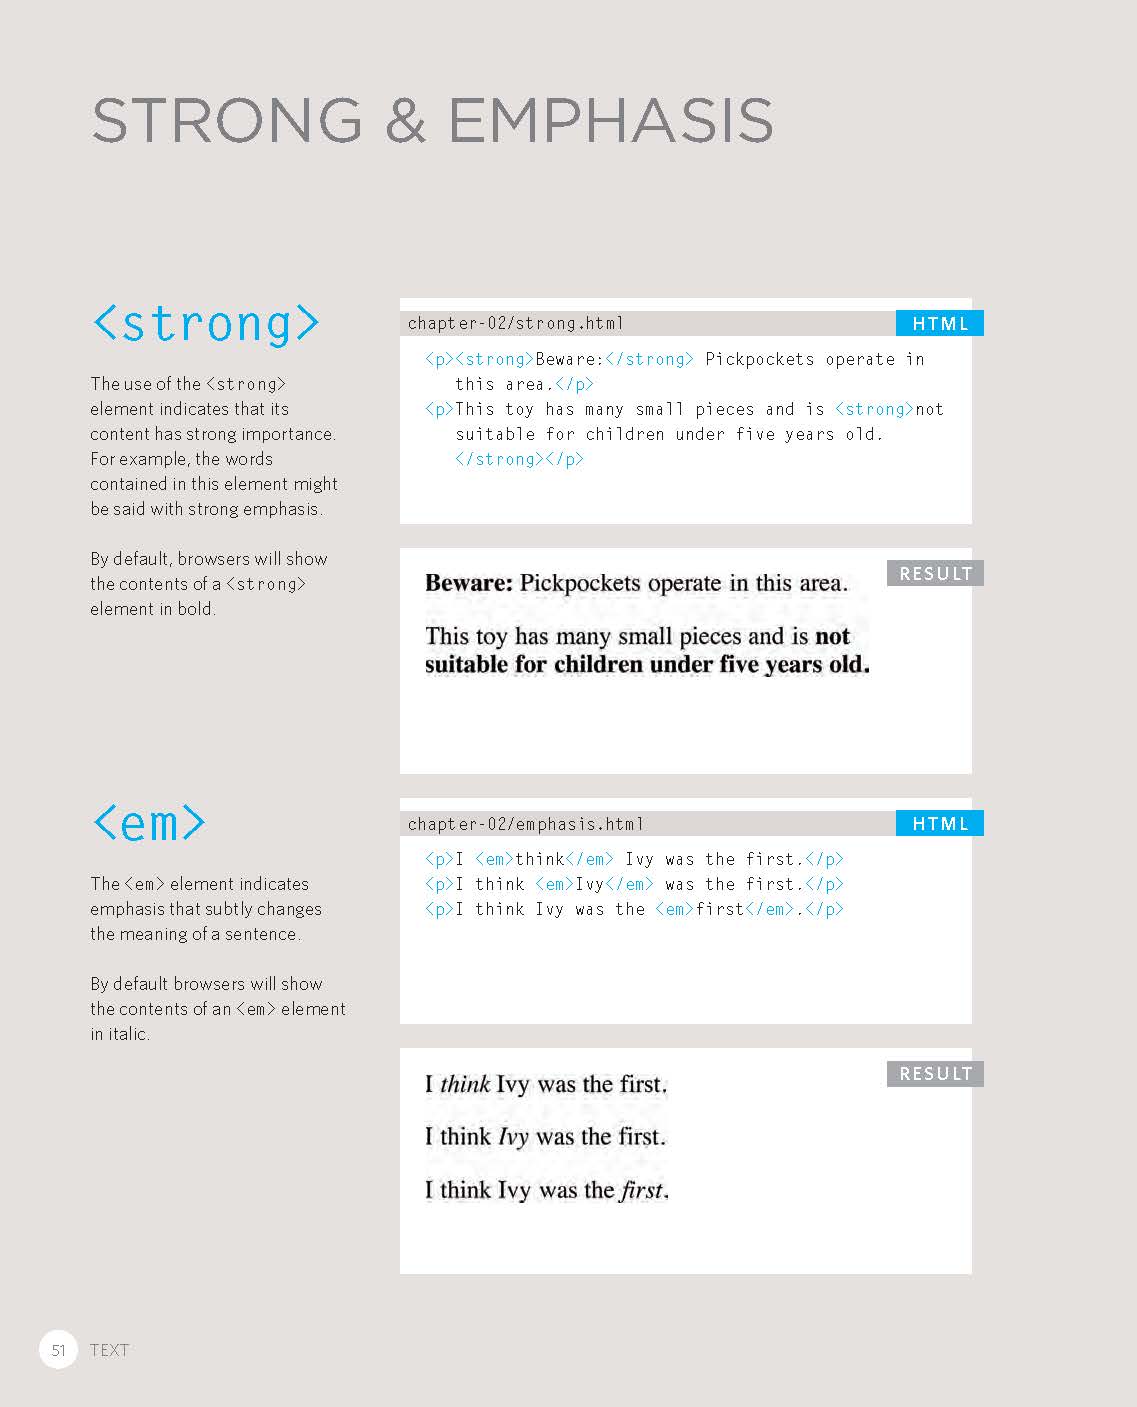 STRONG & EMPHASIS
<strong>
The use of the <strong>
element indicates that its
content has strong importance.
For example, the words
contained in this element might
be said with strong emphasis.
By default, browsers will show
the contents of a <strong>
element in bold.
chapter-02/strong.html
HTML
<p><strong>Beware:</strong> Pickpockets operate in
this area.</p>
<p>This toy has many small pieces and is <strong>not
suitable for children under five years old.
</strong></p>
RESULT
Beware: Pickpockets operate in this area.
This toy has many small pieces and is not
suitable for children under five years old.
<em>
The <em> element indicates
emphasis that subtly changes
the meaning of a sentence.
By default browsers will show
the contents of an <em> element
in italic.
chapter-02/emphasis.html
HTML
<p>I <em>think</em> Ivy was the first.</p>
<p>I think <em>Ivy</em> was the first.</p>
<p>I think Ivy was the <em>first</em>.</p>
RESULT
I think Ivy was the first.
I think Ivy was the first.
I think Ivy was the first.
51
TEXT